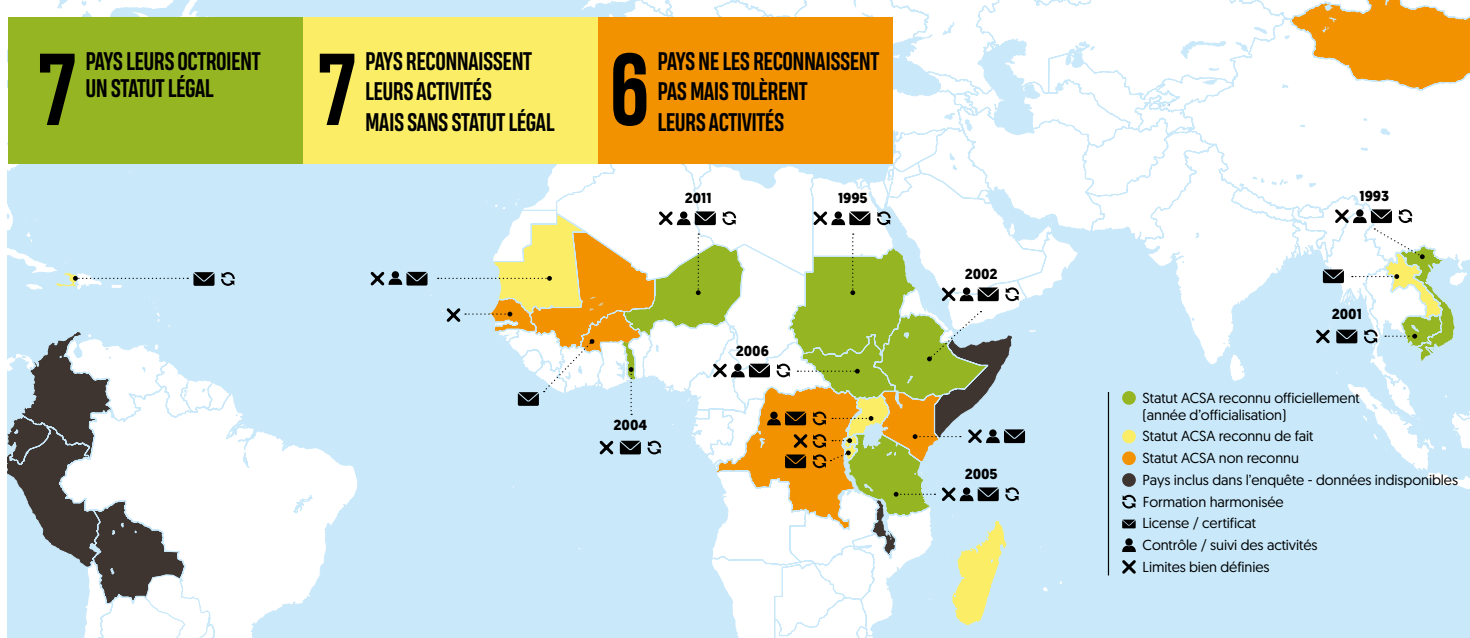 7
PAYS LEURS OCTROIENT
UN STATUT LÉGAL
7
PAYS RECONNAISSENT
LEURS ACTIVITÉS
MAIS SANS STATUT LÉGAL
6
PAYS NE LES RECONNAISSENT
PAS MAIS TOLÈRENT
LEURS ACTIVITÉS
2011
1995
1993
2002
2001
2006
2004
2005
Statut ACSA reconnu officiellement
(année d'officialisation)
Statut ACSA reconnu de fait
Statut ACSA non reconnu
Pays inclus dans l'enquête - données indisponibles
Formation harmonisée
License / certificat
Contrôle / suivi des activités
Limites bien définies